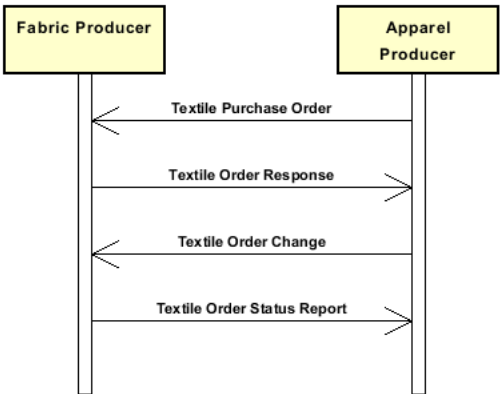 Fabric Producer
Apparel
Producer
Textile Purchase Order
Textile Order Response
Textile Order Change
Textile Order Status Report